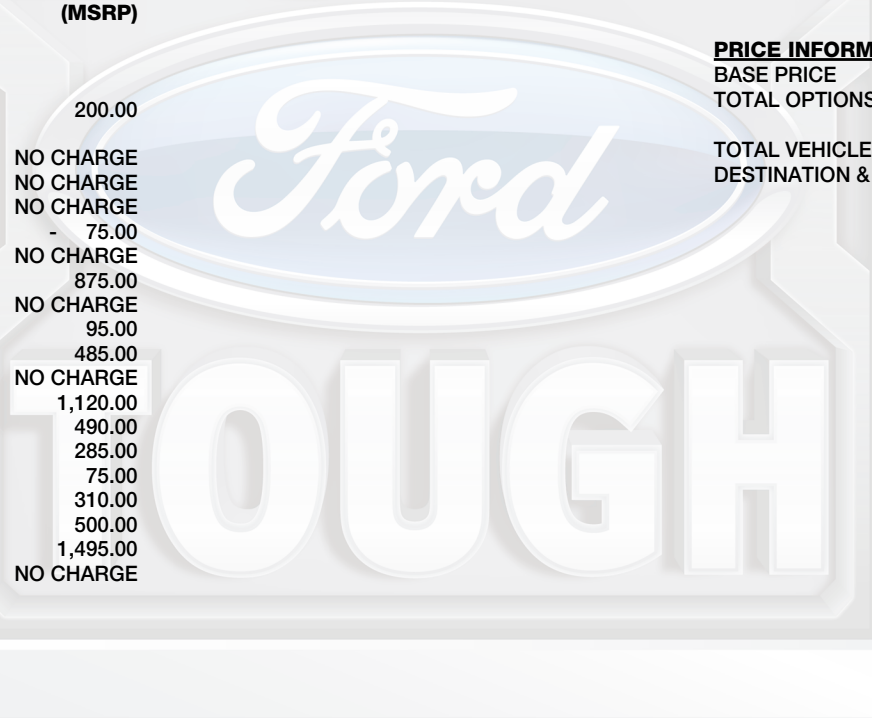 (MSRP)
200.00
NO CHARGE
NO CHARGE
NO CHARGE
- 75.00
NO CHARGE
875.00
NO CHARGE
95.00
485.00
NO CHARGE
1,120.00
490.00
285.00
75.00
310.00
500.00
1,495.00
NO CHARGE
PRICE INFORM
BASE PRICE
TOTAL OPTIONS
TOTAL VEHICLE
DESTINATION &
Ford
TOUGH